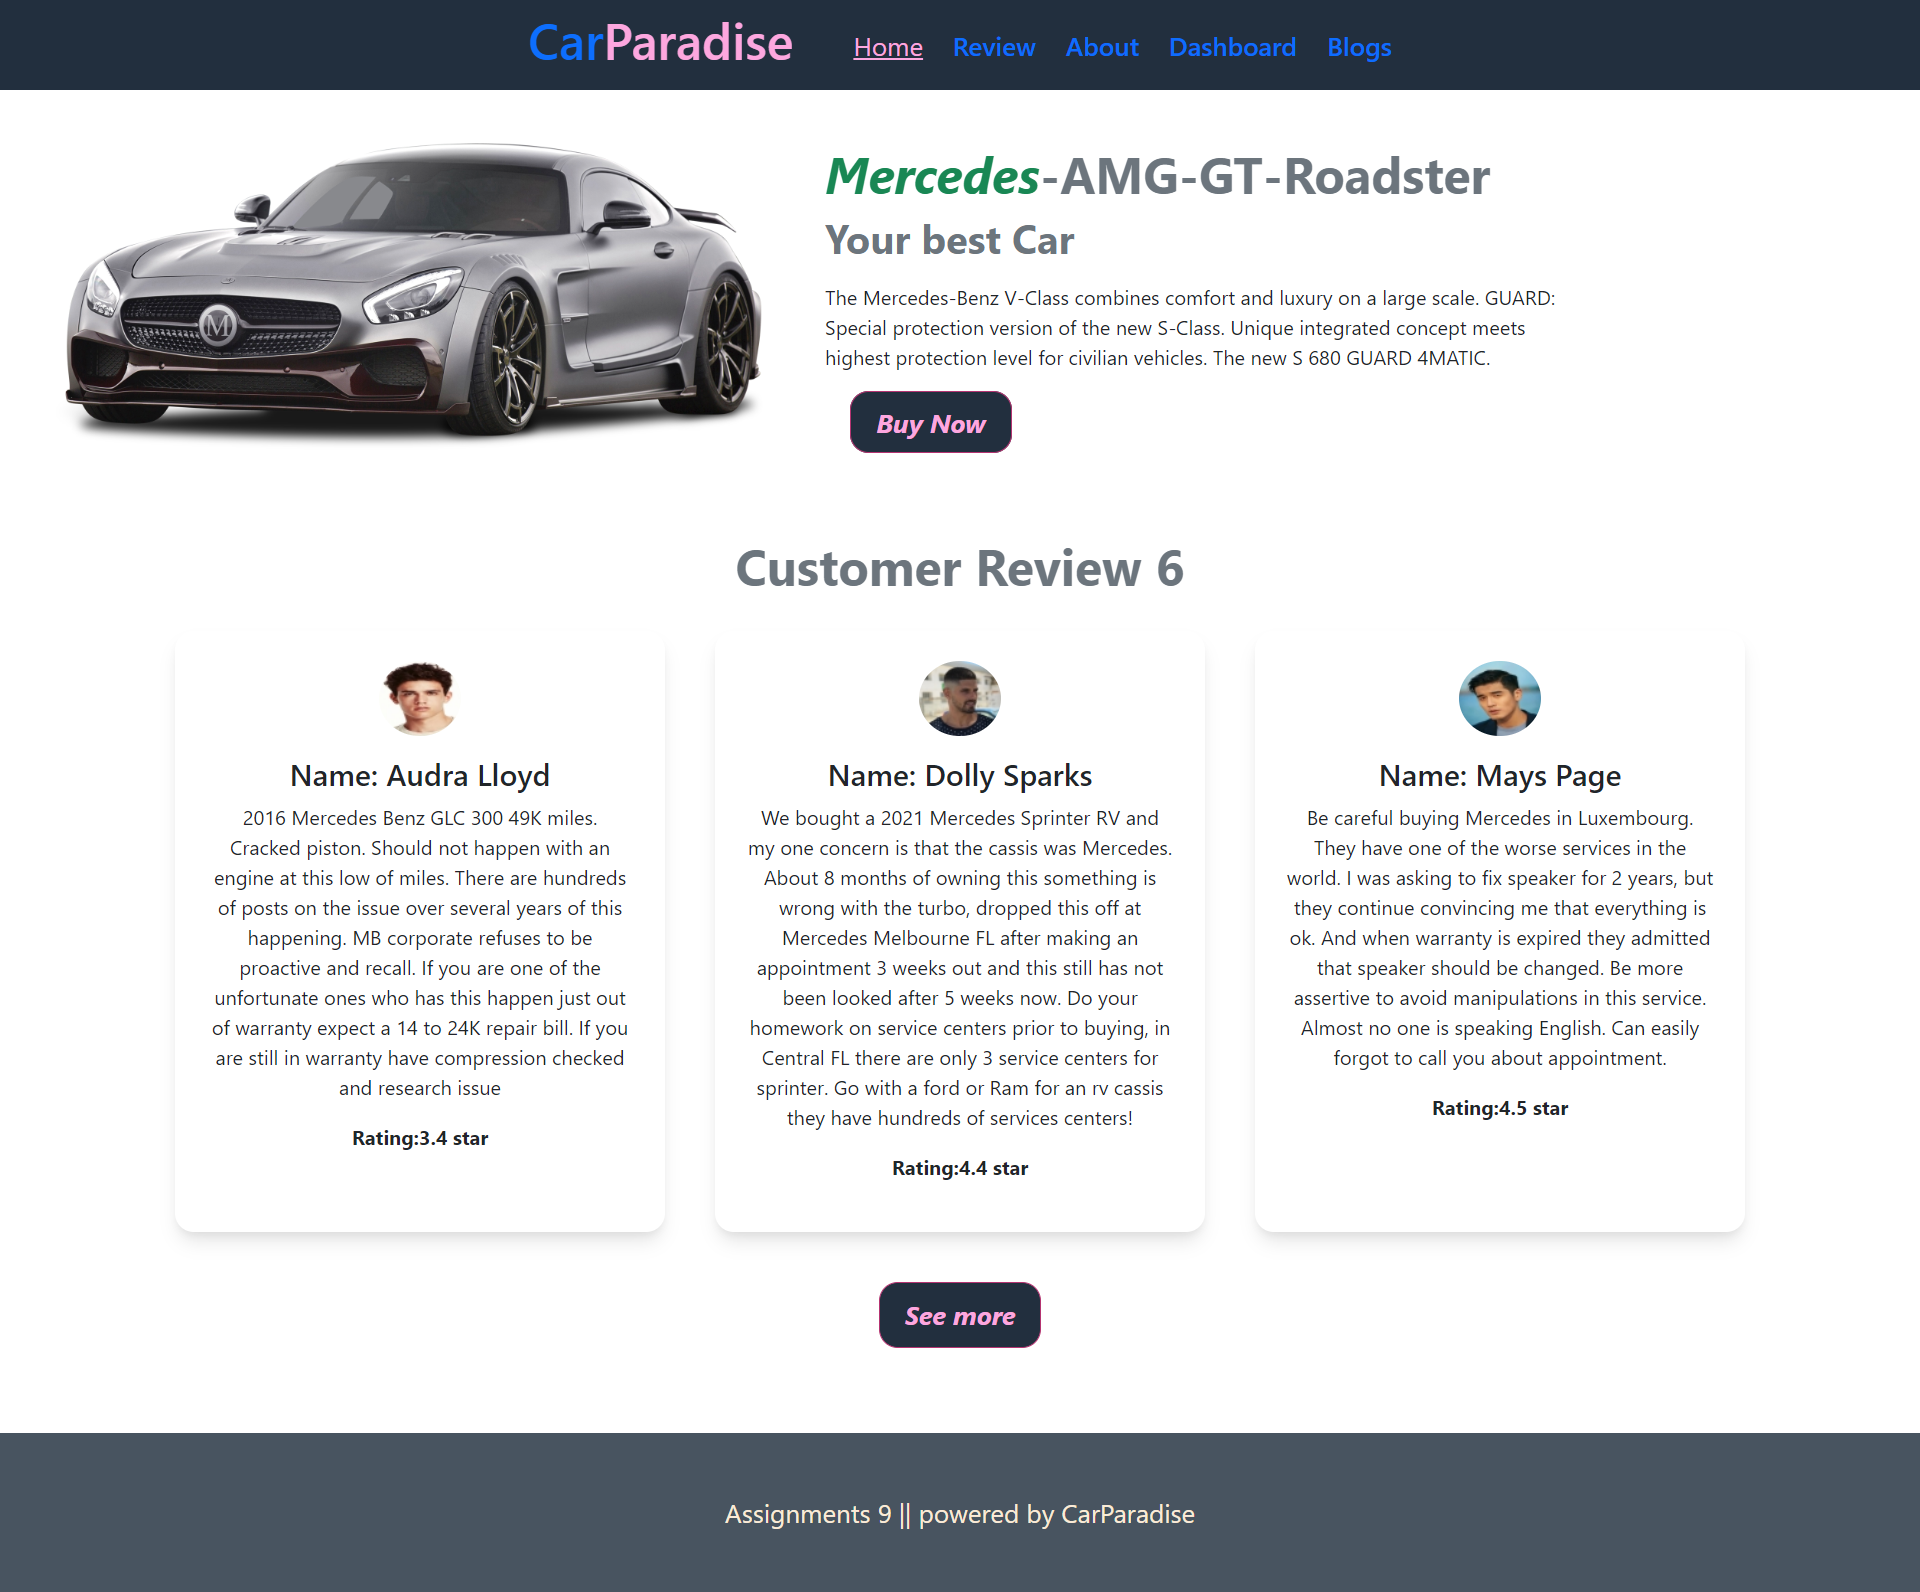 CarParadise
Home Review About Dashboard Blogs
Mercedes-AMG-GT-Roadster
Your best Car
The Mercedes-Benz V-Class combines comfort and luxury on a large scale. GUARD:
Special protection version of the new S-Class. Unique integrated concept meets
highest protection level for civilian vehicles. The new S 680 GUARD 4MATIC.
Buy Now
M
Customer Review 6
Name: Audra Lloyd
2016 Mercedes Benz GLC 300 49K miles.
Cracked piston. Should not happen with an
engine at this low of miles. There are hundreds
of posts on the issue over several years of this
happening. MB corporate refuses to be
proactive and recall. If you are one of the
unfortunate ones who has this happen just out
of warranty expect a 14 to 24K repair bill. If you
are still in warranty have compression checked
and research issue
Rating:3.4 star
Name: Dolly Sparks
We bought a 2021 Mercedes Sprinter RV and
my one concern is that the cassis was Mercedes.
About 8 months of owning this something is
wrong with the turbo, dropped this off at
Mercedes Melbourne FL after making an
appointment 3 weeks out and this still has not
been looked after 5 weeks now. Do your
homework on service centers prior to buying, in
Central FL there are only 3 service centers for
sprinter. Go with a ford or Ram for an rv cassis
they have hundreds of services centers!
Rating:4.4 star
Name: Mays Page
Be careful buying Mercedes in Luxembourg.
They have one of the worse services in the
world. I was asking to fix speaker for 2 years, but
they continue convincing me that everything is
ok. And when warranty is expired they admitted
that speaker should be changed. Be more
assertive to avoid manipulations in this service.
Almost no one is speaking English. Can easily
forgot to call you about appointment.
Rating:4.5 star
See more
Assignments 9 || powered by CarParadise